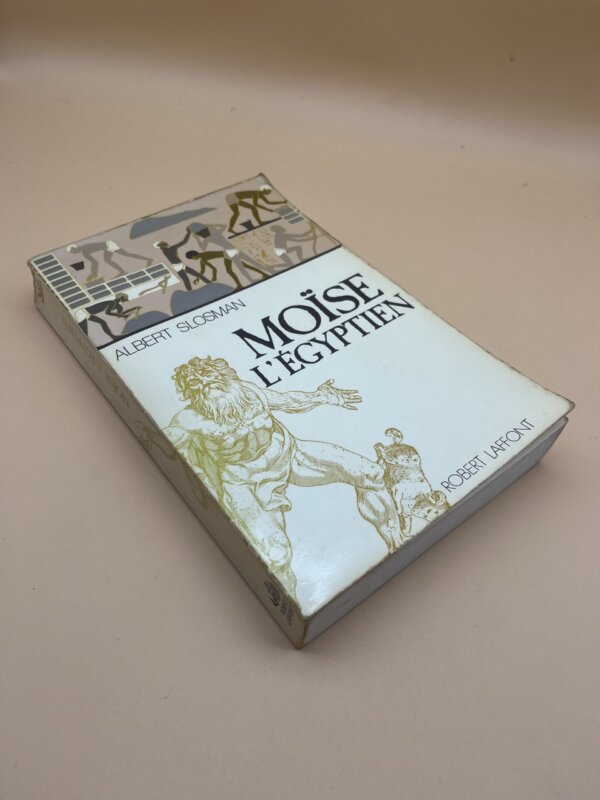 ALBERT SLOSMAN
MOÏSE
L'ÉGYPTIEN
ROBERT LAFFONT